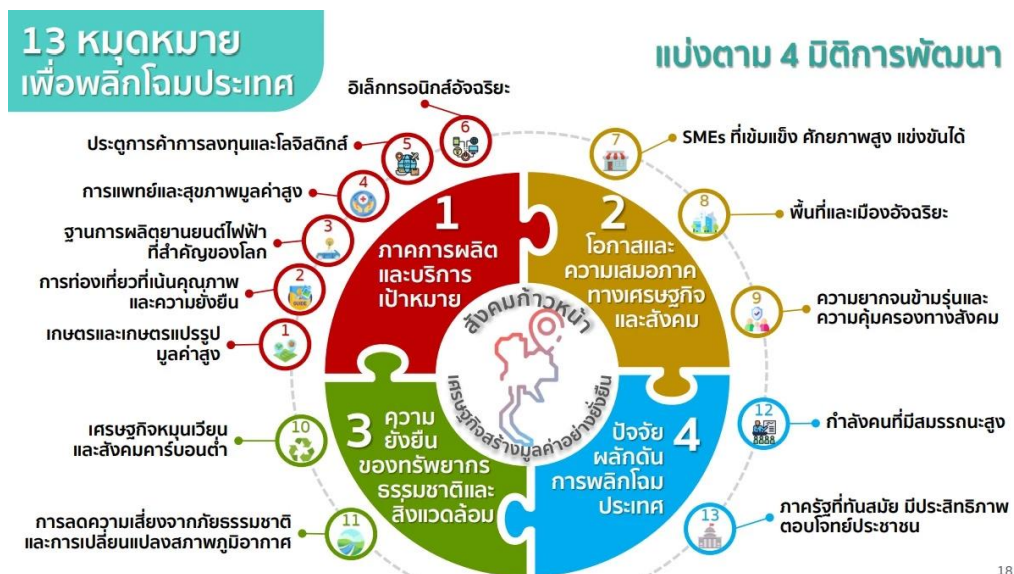 13 หมุดหมาย
เพื่อพลิกโฉมประเทศ
แบ่งตาม 4 มิติการพัฒนา
อิเล็กทรอนิกส์อัจฉริยะ
6
ประตูการค้าการลงทุนและโลจิสติกส์
5
การแพทย์และสุขภาพมูลค่าสูง
4
ฐานการผลิตยานยนต์ไฟฟ้า
ที่สำคัญของโลก
3
การท่องเที่ยวที่เน้นคุณภาพ
และความยั่งยืน
2
GUIDE
เกษตรและเกษตรแปรรูป
มูลค่าสูง
1
1
ภาคการผลิต
และบริการ
เป้าหมาย
2
โอกาสและ
ความเสมอภาค
ทางเศรษฐกิจ
และสังคม
7
SMEs ที่เข้มแข็ง ศักยภาพสูง แข่งขันได้
8
พื้นที่และเมืองอัจฉริยะ
9
ความยากจนข้ามรุ่นและ
ความคุ้มครองทางสังคม
สังคมก้าวหน้า
เศรษฐกิจสร้างมูลค่าอย่างยั่งยืน
3 ความ
ยั่งยืน
ของทรัพยากร
ธรรมชาติและ
สิ่งแวดล้อม
10
เศรษฐกิจหมุนเวียน
และสังคมคาร์บอนต่ำ
11
การลดความเสี่ยงจากภัยธรรมชาติ
และการเปลี่ยนแปลงสภาพภูมิอากาศ
4
ปัจจัย
ผลักดัน
การพลิกโฉม
ประเทศ
12
กำลังคนที่มีสมรรถนะสูง
13
ภาครัฐที่ทันสมัย มีประสิทธิภาพ
ตอบโจทย์ประชาชน
18